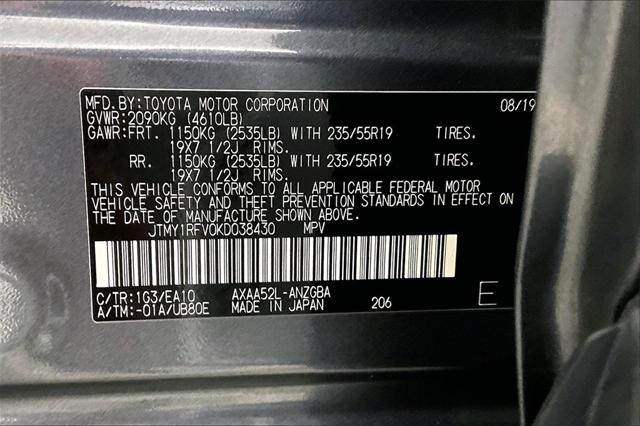 MFD.BY:TOYOTA MOTOR CORPORATION 08/19
GVWR:2090KG (4610LB)
GAWR:FRT. 1150KG (2535LB) WITH 235/55R19 TIRES.
19X7 1/2J RIMS.
RR. 1150KG (2535LB) WITH 235/55R19 TIRES.
19X7 1/2J RIMS.
THIS VEHICLE CONFORMS TO ALL APPLICABLE FEDERAL MOTOR
VEHICLE SAFETY AND THEFT PREVENTION STANDARDS IN EFFECT ON
THE DATE OF MANUFACTURE SHOWN ABOVE.
JTMY1RFV0KD038430 MPV
C/TR:1G3/EA10 AXAA52L-ANZGBA E
A/TM:-01A/UB80E MADE IN JAPAN 206